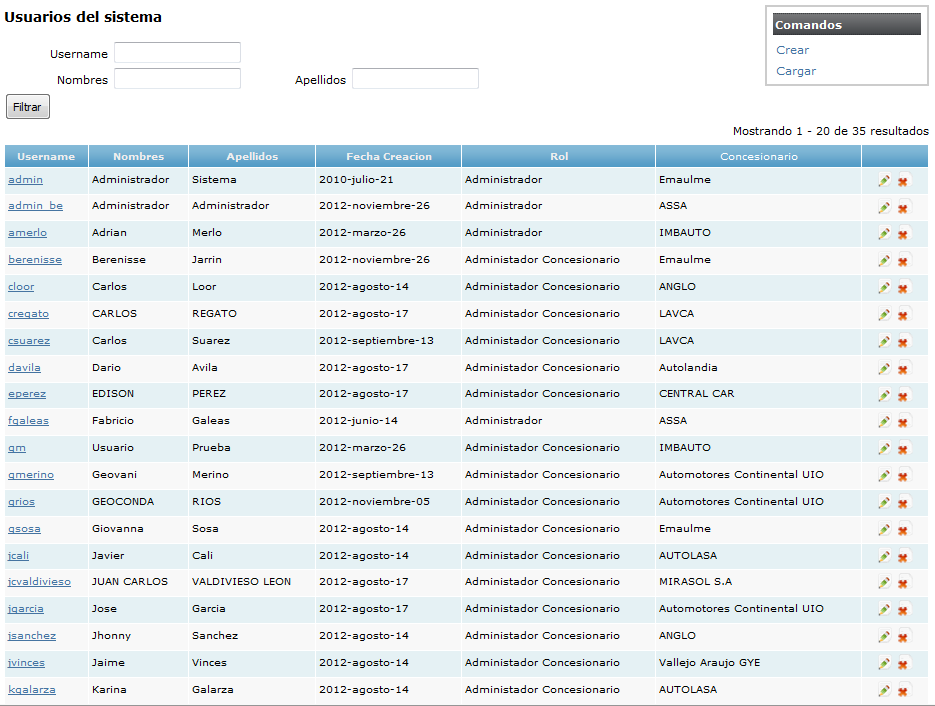 Usuarios del sistema
Comandos
Crear
Cargar
Username
Nombres Apellidos
Filtrar
Mostrando 1 - 20 de 35 resultados
Username Nombres Apellidos Fecha Creacion Rol Concesionario
admin Administrador Sistema 2010-julio-21 Administrador Emaulme
admin_be Administrador Administrador 2012-noviembre-26 Administrador ASSA
amerlo Adrian Merlo 2012-marzo-26 Administrador IMBAUTO
berenisse Berenisse Jarrin 2012-noviembre-26 Administador Concesionario Emaulme
cloor Carlos Loor 2012-agosto-14 Administador Concesionario ANGLO
cregato CARLOS REGATO 2012-agosto-17 Administador Concesionario LAVCA
csuarez Carlos Suarez 2012-septiembre-13 Administador Concesionario LAVCA
davila Dario Avila 2012-agosto-17 Administador Concesionario Autolandia
eperez EDISON PEREZ 2012-agosto-17 Administador Concesionario CENTRAL CAR
fgaleas Fabricio Galeas 2012-junio-14 Administrador ASSA
gm Usuario Prueba 2012-marzo-26 Administador Concesionario IMBAUTO
gmerino Geovani Merino 2012-septiembre-13 Administador Concesionario Automotores Continental UIO
grios GEOCONDA RIOS 2012-noviembre-05 Administador Concesionario Automotores Continental UIO
gsosa Giovanna Sosa 2012-agosto-14 Administador Concesionario Emaulme
jcali Javier Cali 2012-agosto-14 Administador Concesionario AUTOLASA
jcvaldivieso JUAN CARLOS VALDIVIESO LEON 2012-agosto-17 Administador Concesionario MIRASOL S.A
jgarcia Jose Garcia 2012-agosto-17 Administador Concesionario Automotores Continental UIO
jsanchez Jhonny Sanchez 2012-agosto-14 Administador Concesionario ANGLO
jvinces Jaime Vinces 2012-agosto-14 Administador Concesionario Vallejo Araujo GYE
kgalarza Karina Galarza 2012-agosto-14 Administador Concesionario AUTOLASA